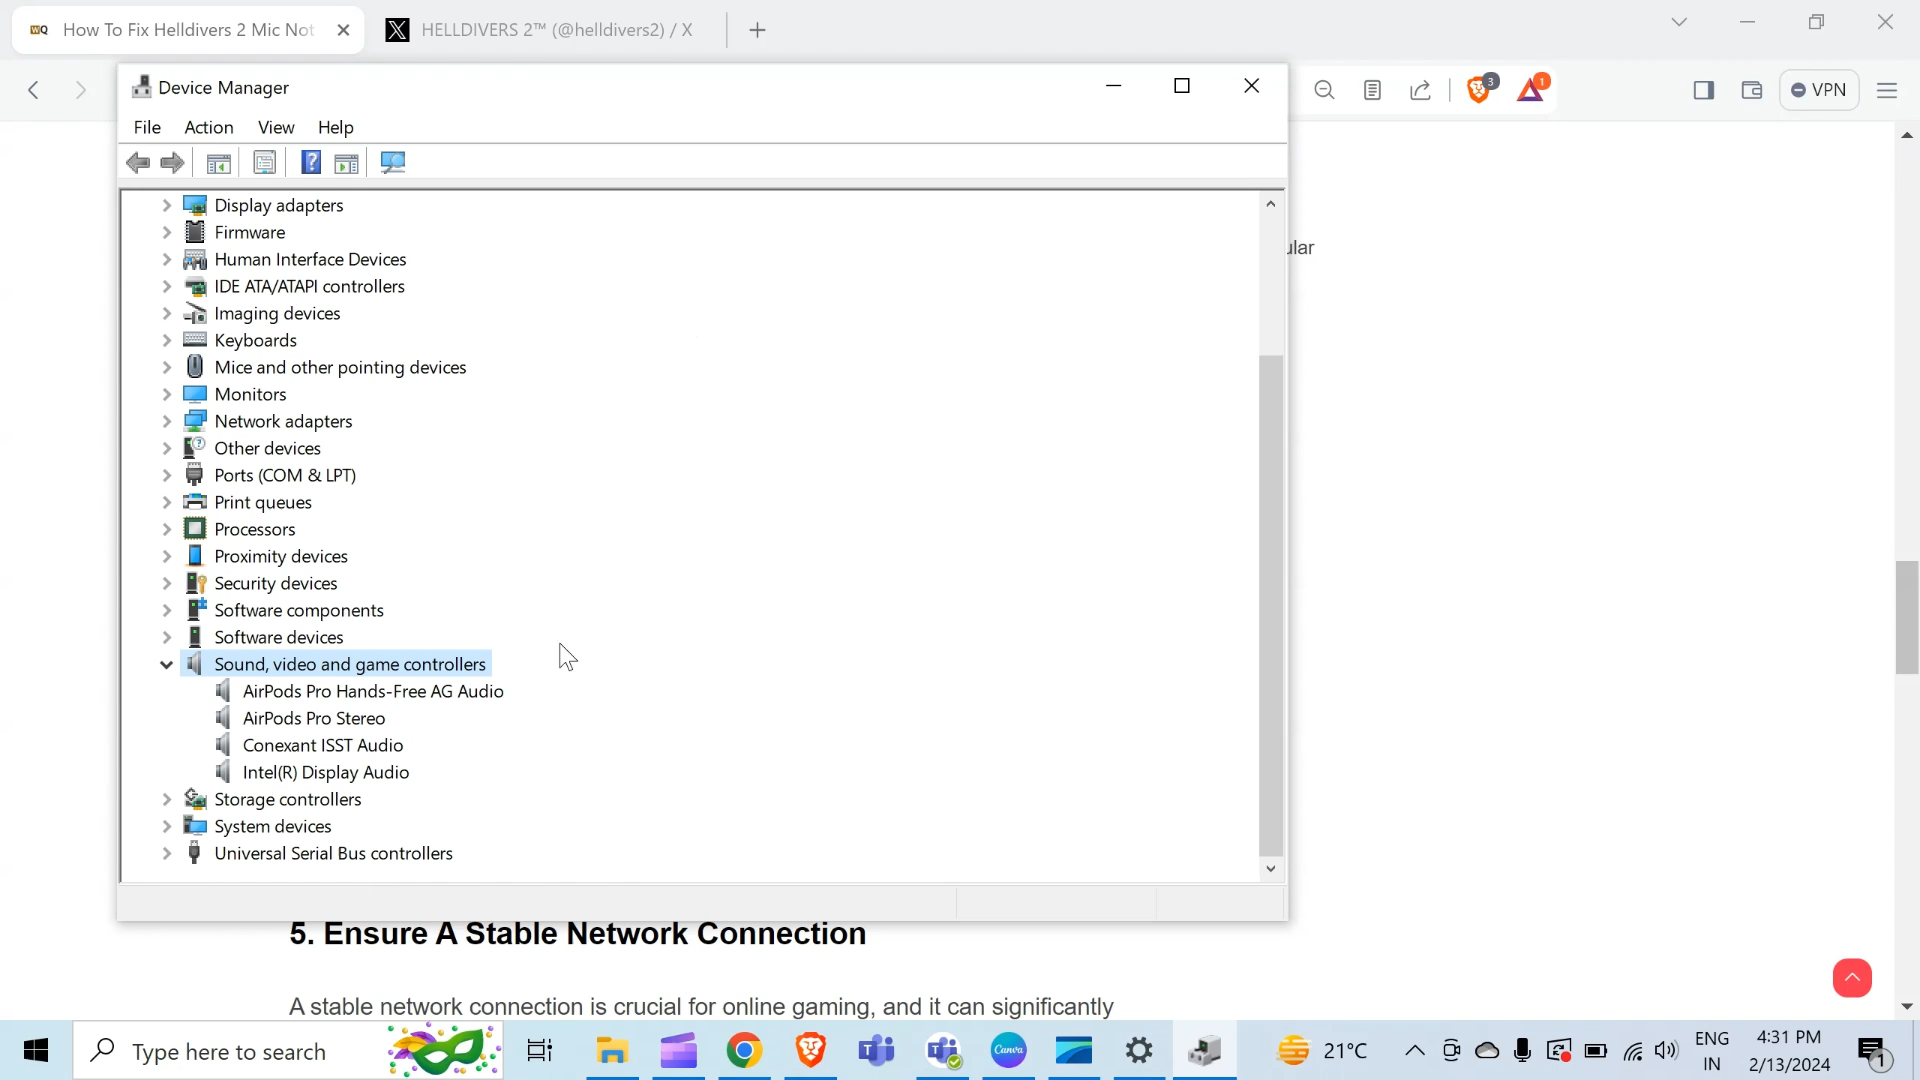 How To Fix Helldivers 2 Mic Not
HELLDIVERS 2™ (@helldivers2) / X
3
1
VPN
Device Manager
File Action View Help
Display adapters
Firmware
Human Interface Devices
IDE ATA/ATAPI controllers
Imaging devices
Keyboards
Mice and other pointing devices
Monitors
Network adapters
Other devices
Ports (COM & LPT)
Print queues
Processors
Proximity devices
Security devices
Software components
Software devices
Sound, video and game controllers
AirPods Pro Hands-Free AG Audio
AirPods Pro Stereo
Conexant ISST Audio
Intel(R) Display Audio
Storage controllers
System devices
Universal Serial Bus controllers
5. Ensure A Stable Network Connection
A stable network connection is crucial for online gaming, and it can significantly
Type here to search
Canva
21°C
ENG
IN
4:31 PM
2/13/2024
1